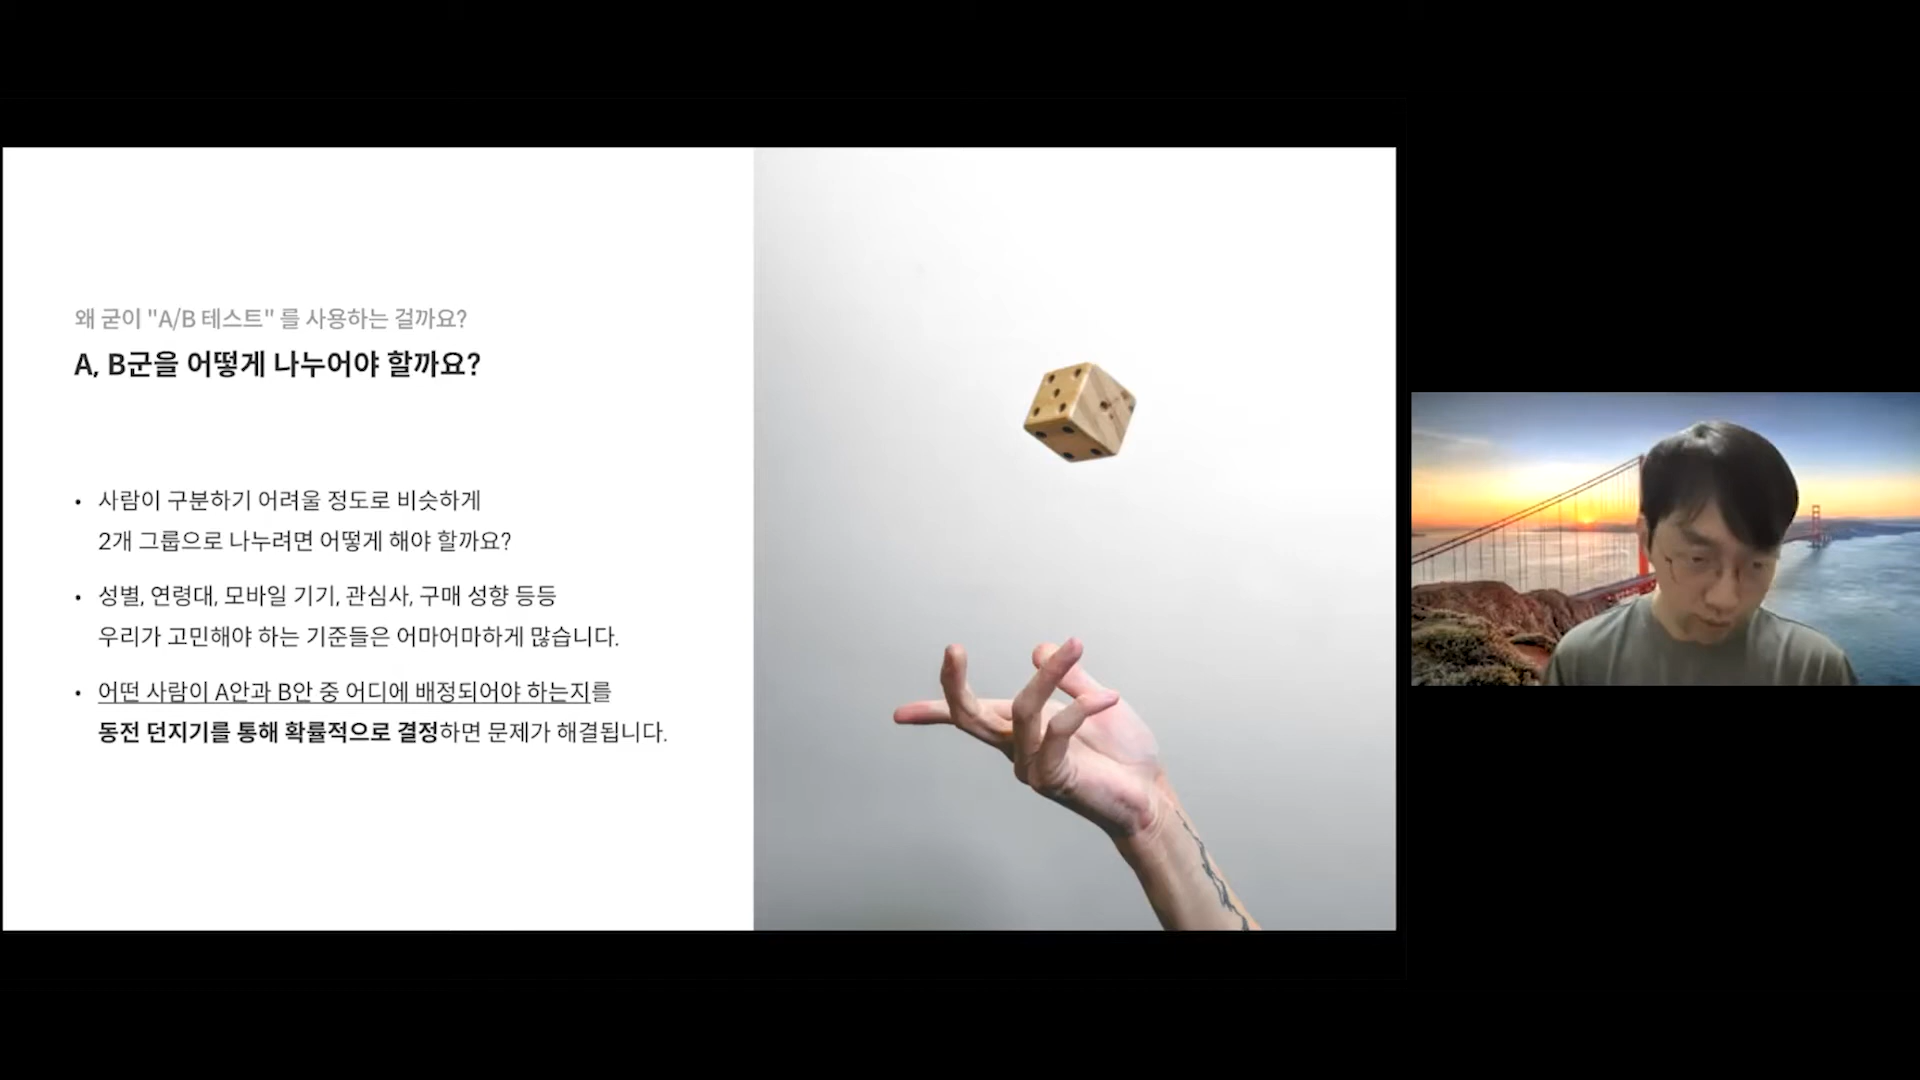 왜 굳이 "A/B 테스트" 를 사용하는 걸까요?
A, B군을 어떻게 나누어야 할까요?
• 사람이 구분하기 어려울 정도로 비슷하게
2개 그룹으로 나누려면 어떻게 해야 할까요?
• 성별, 연령대, 모바일 기기, 관심사, 구매 성향 등등
우리가 고민해야 하는 기준들은 어마어마하게 많습니다.
• 어떤 사람이 A안과 B안 중 어디에 배정되어야 하는지를
동전 던지기를 통해 확률적으로 결정하면 문제가 해결됩니다.